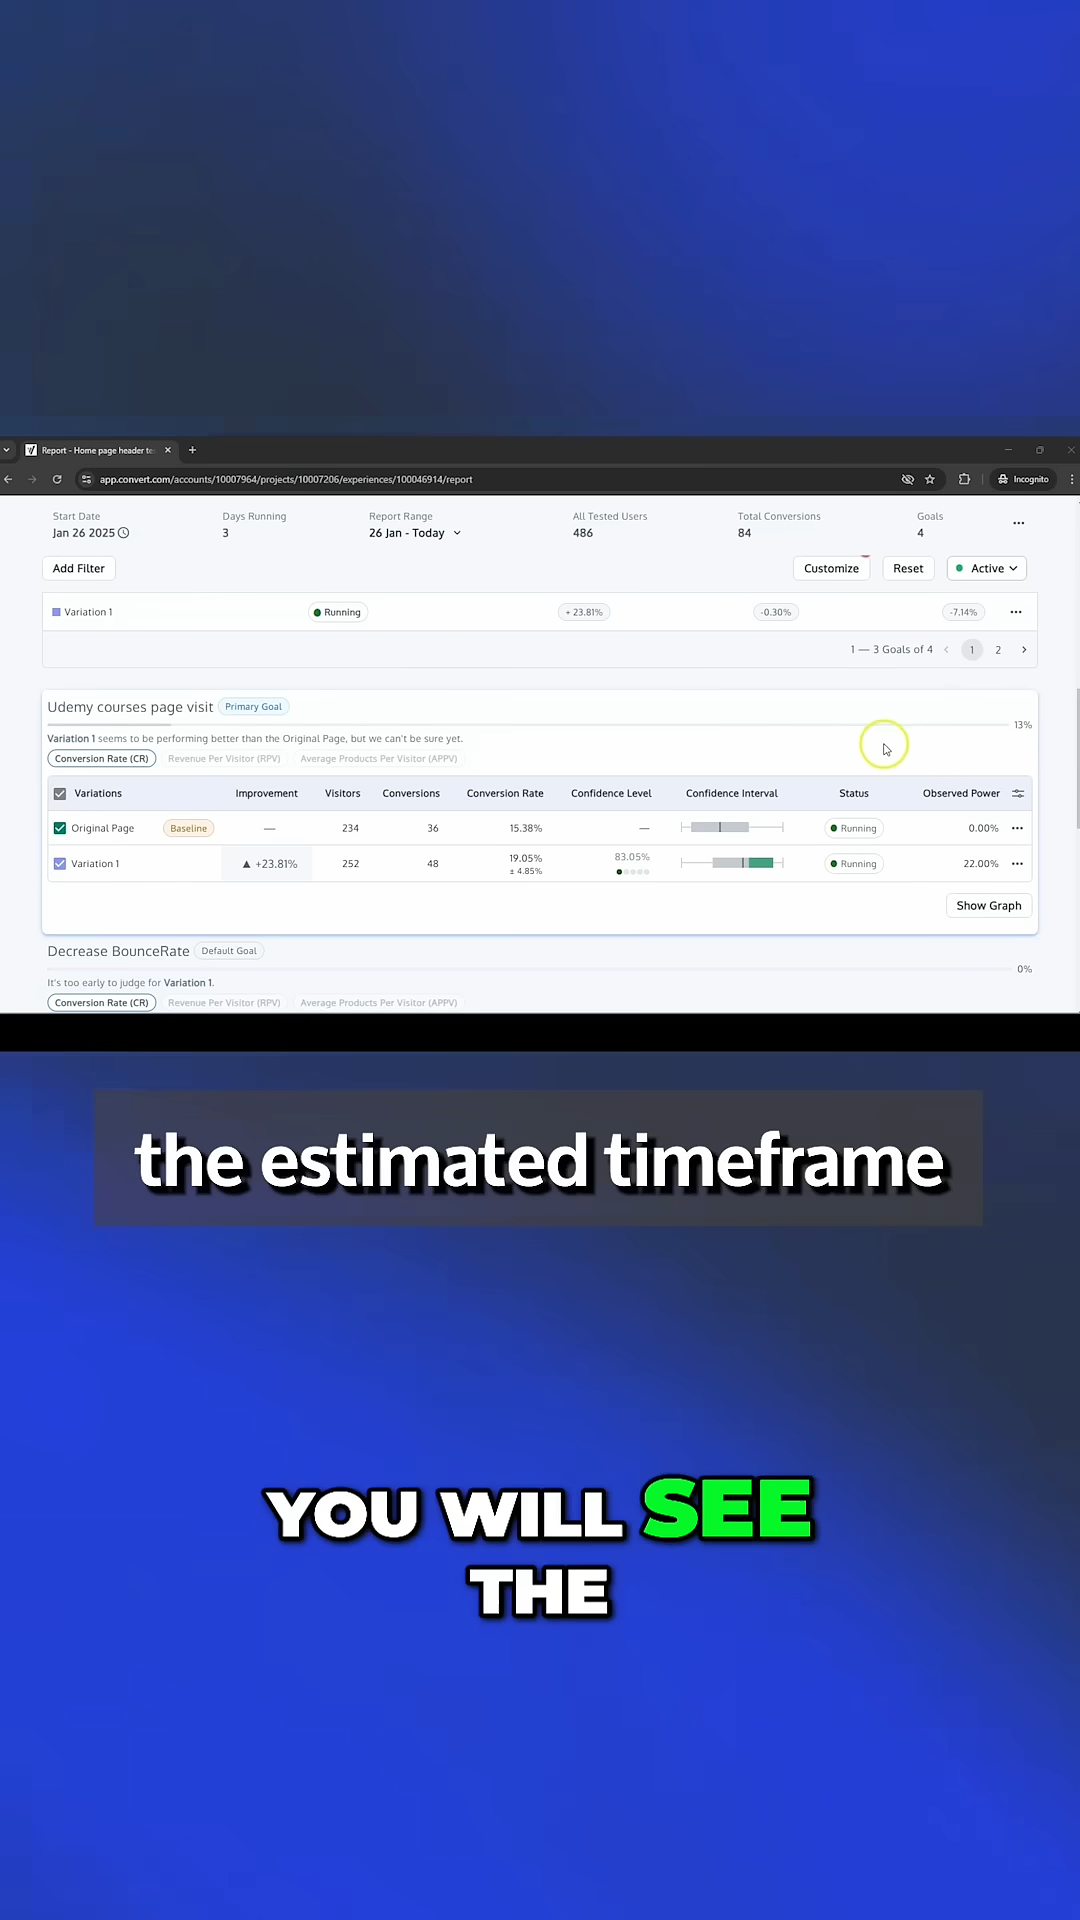 Report - Home page header te
app.convert.com/accounts/10007964/projects/10007206/experiences/100046914/report
Incognito
Start Date Days Running Report Range All Tested Users Total Conversions Goals
Jan 26 2025 3 26 Jan - Today 486 84 4
Add Filter Customize Reset Active
Variation 1 Running + 23.81% -0.30% -7.14%
1 — 3 Goals of 4 < 1 2 >
Udemy courses page visit Primary Goal
13%
Variation 1 seems to be performing better than the Original Page, but we can't be sure yet.
Conversion Rate (CR) Revenue Per Visitor (RPV) Average Products Per Visitor (APPV)
Variations Improvement Visitors Conversions Conversion Rate Confidence Level Confidence Interval Status Observed Power
Original Page Baseline — 234 36 15.38% — Running 0.00%
Variation 1 ▲ +23.81% 252 48 19.05% 83.05% Running 22.00%
± 4.85%
Show Graph
Decrease BounceRate Default Goal
0%
It's too early to judge for Variation 1.
Conversion Rate (CR) Revenue Per Visitor (RPV) Average Products Per Visitor (APPV)
the estimated timeframe
YOU WILL SEE
THE